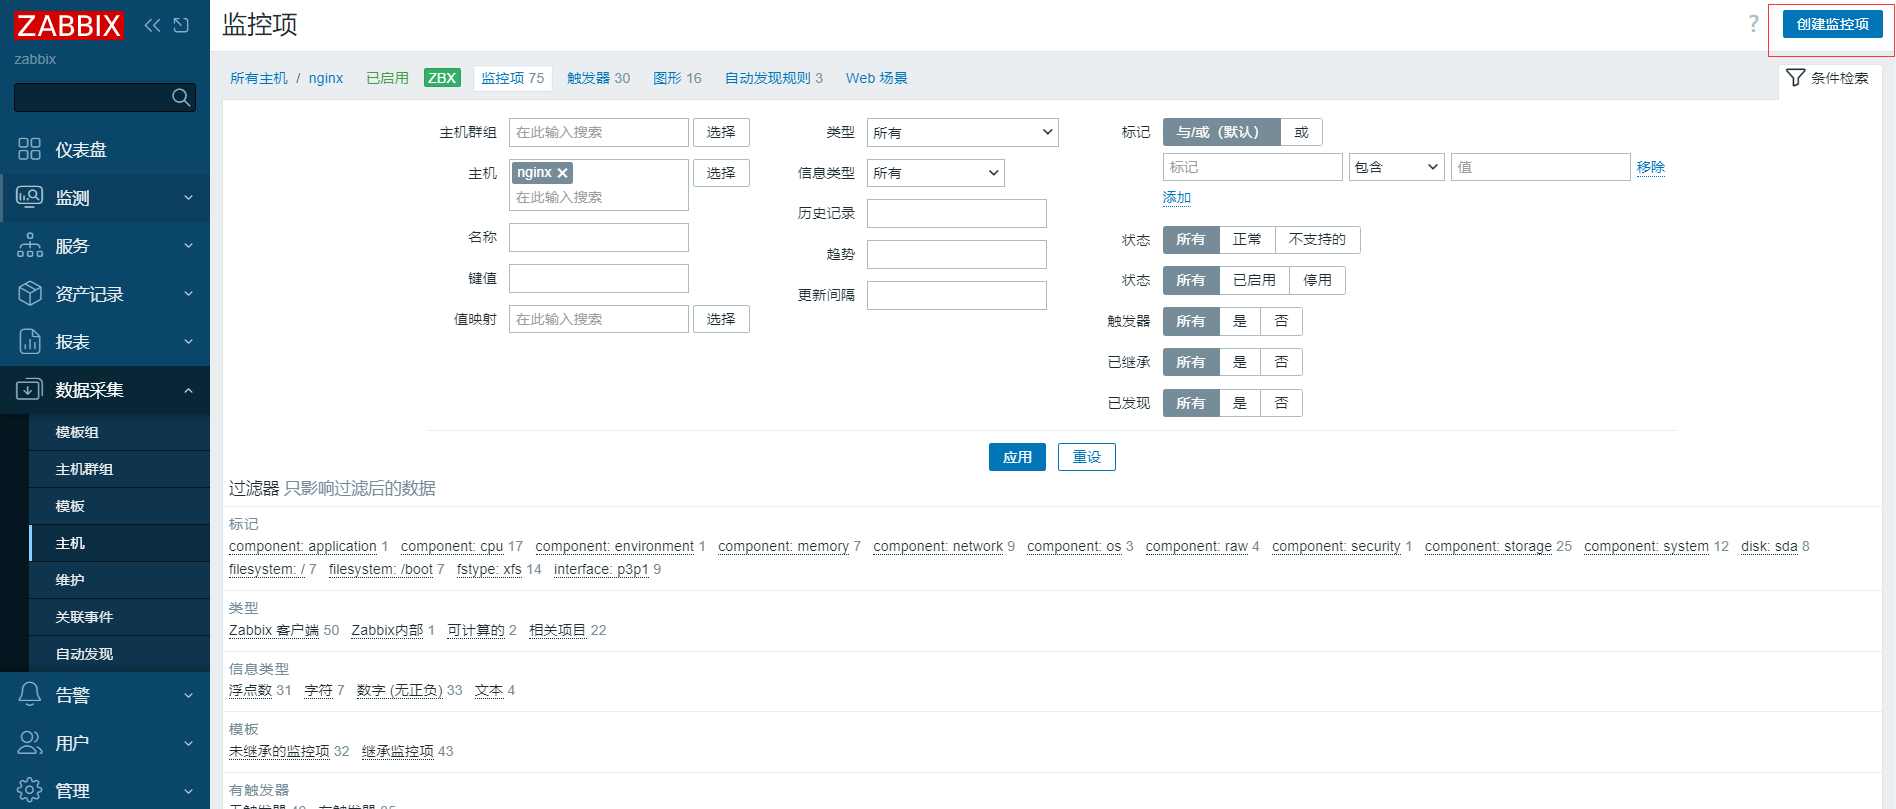 ZABBIX
zabbix
仪表盘
监测
服务
资产记录
报表
数据采集
模板组
主机群组
模板
主机
维护
关联事件
自动发现
告警
用户
管理
监控项
?
创建监控项
所有主机 / nginx 已启用 ZBX 监控项 75 触发器 30 图形 16 自动发现规则 3 Web 场景
条件检索
主机群组 在此输入搜索 选择
主机 nginx 选择
在此输入搜索
名称
键值
值映射 在此输入搜索 选择
类型 所有
信息类型 所有
历史记录
趋势
更新间隔
标记 与/或（默认） 或
标记 包含 值 移除
添加
状态 所有 正常 不支持的
状态 所有 已启用 停用
触发器 所有 是 否
已继承 所有 是 否
已发现 所有 是 否
应用 重设
过滤器 只影响过滤后的数据
标记
component: application 1 component: cpu 17 component: environment 1 component: memory 7 component: network 9 component: os 3 component: raw 4 component: security 1 component: storage 25 component: system 12 disk: sda 8
filesystem: / 7 filesystem: /boot 7 fstype: xfs 14 interface: p3p1 9
类型
Zabbix 客户端 50 Zabbix内部 1 可计算的 2 相关项目 22
信息类型
浮点数 31 字符 7 数字 (无正负) 33 文本 4
模板
未继承的监控项 32 继承监控项 43
有触发器